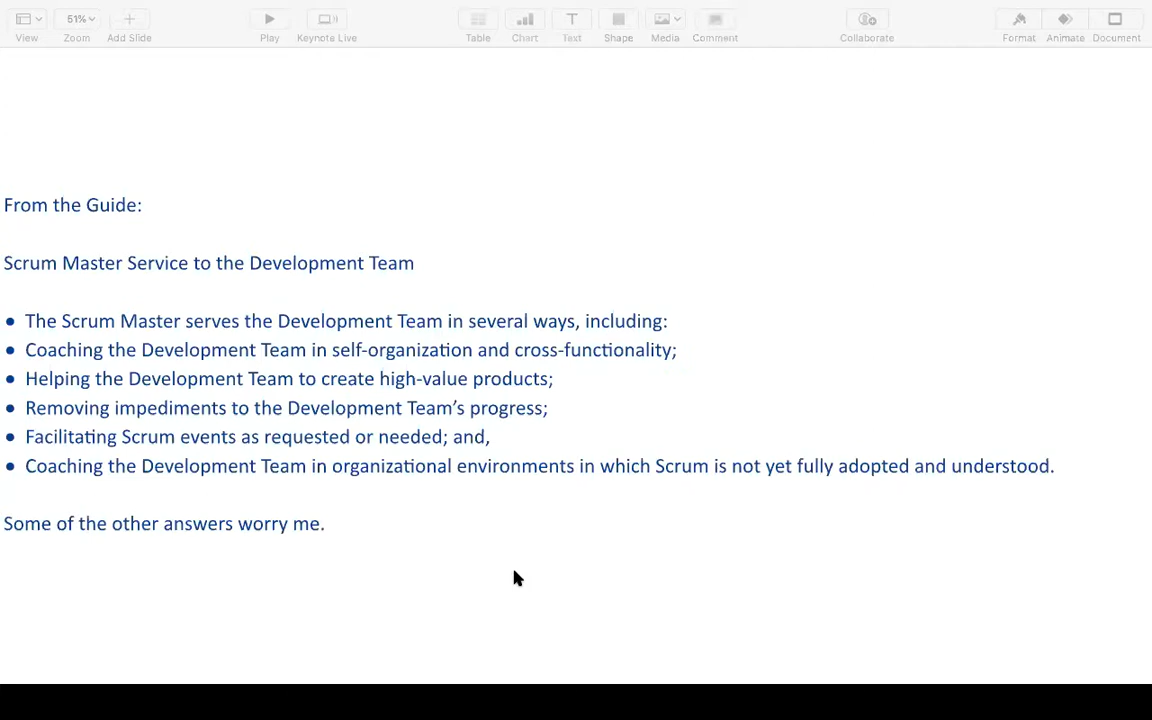 51%
View
Zoom
Add Slide
Play
Keynote Live
Table
Chart
Text
Shape
Media
Comment
Collaborate
Format
Animate
Document
From the Guide:
Scrum Master Service to the Development Team
● The Scrum Master serves the Development Team in several ways, including:
● Coaching the Development Team in self-organization and cross-functionality;
● Helping the Development Team to create high-value products;
● Removing impediments to the Development Team’s progress;
● Facilitating Scrum events as requested or needed; and,
● Coaching the Development Team in organizational environments in which Scrum is not yet fully adopted and understood.
Some of the other answers worry me.